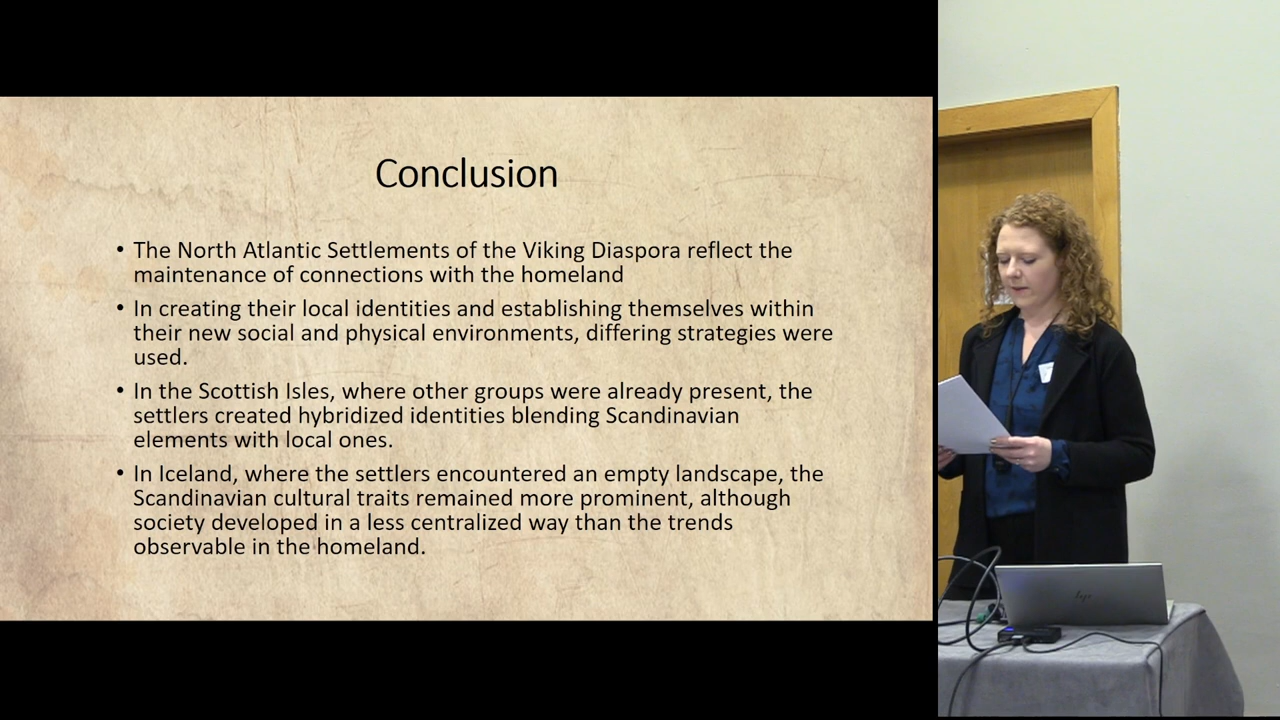 Conclusion
• The North Atlantic Settlements of the Viking Diaspora reflect the
maintenance of connections with the homeland
• In creating their local identities and establishing themselves within
their new social and physical environments, differing strategies were
used.
• In the Scottish Isles, where other groups were already present, the
settlers created hybridized identities blending Scandinavian
elements with local ones.
• In Iceland, where the settlers encountered an empty landscape, the
Scandinavian cultural traits remained more prominent, although
society developed in a less centralized way than the trends
observable in the homeland.
hp